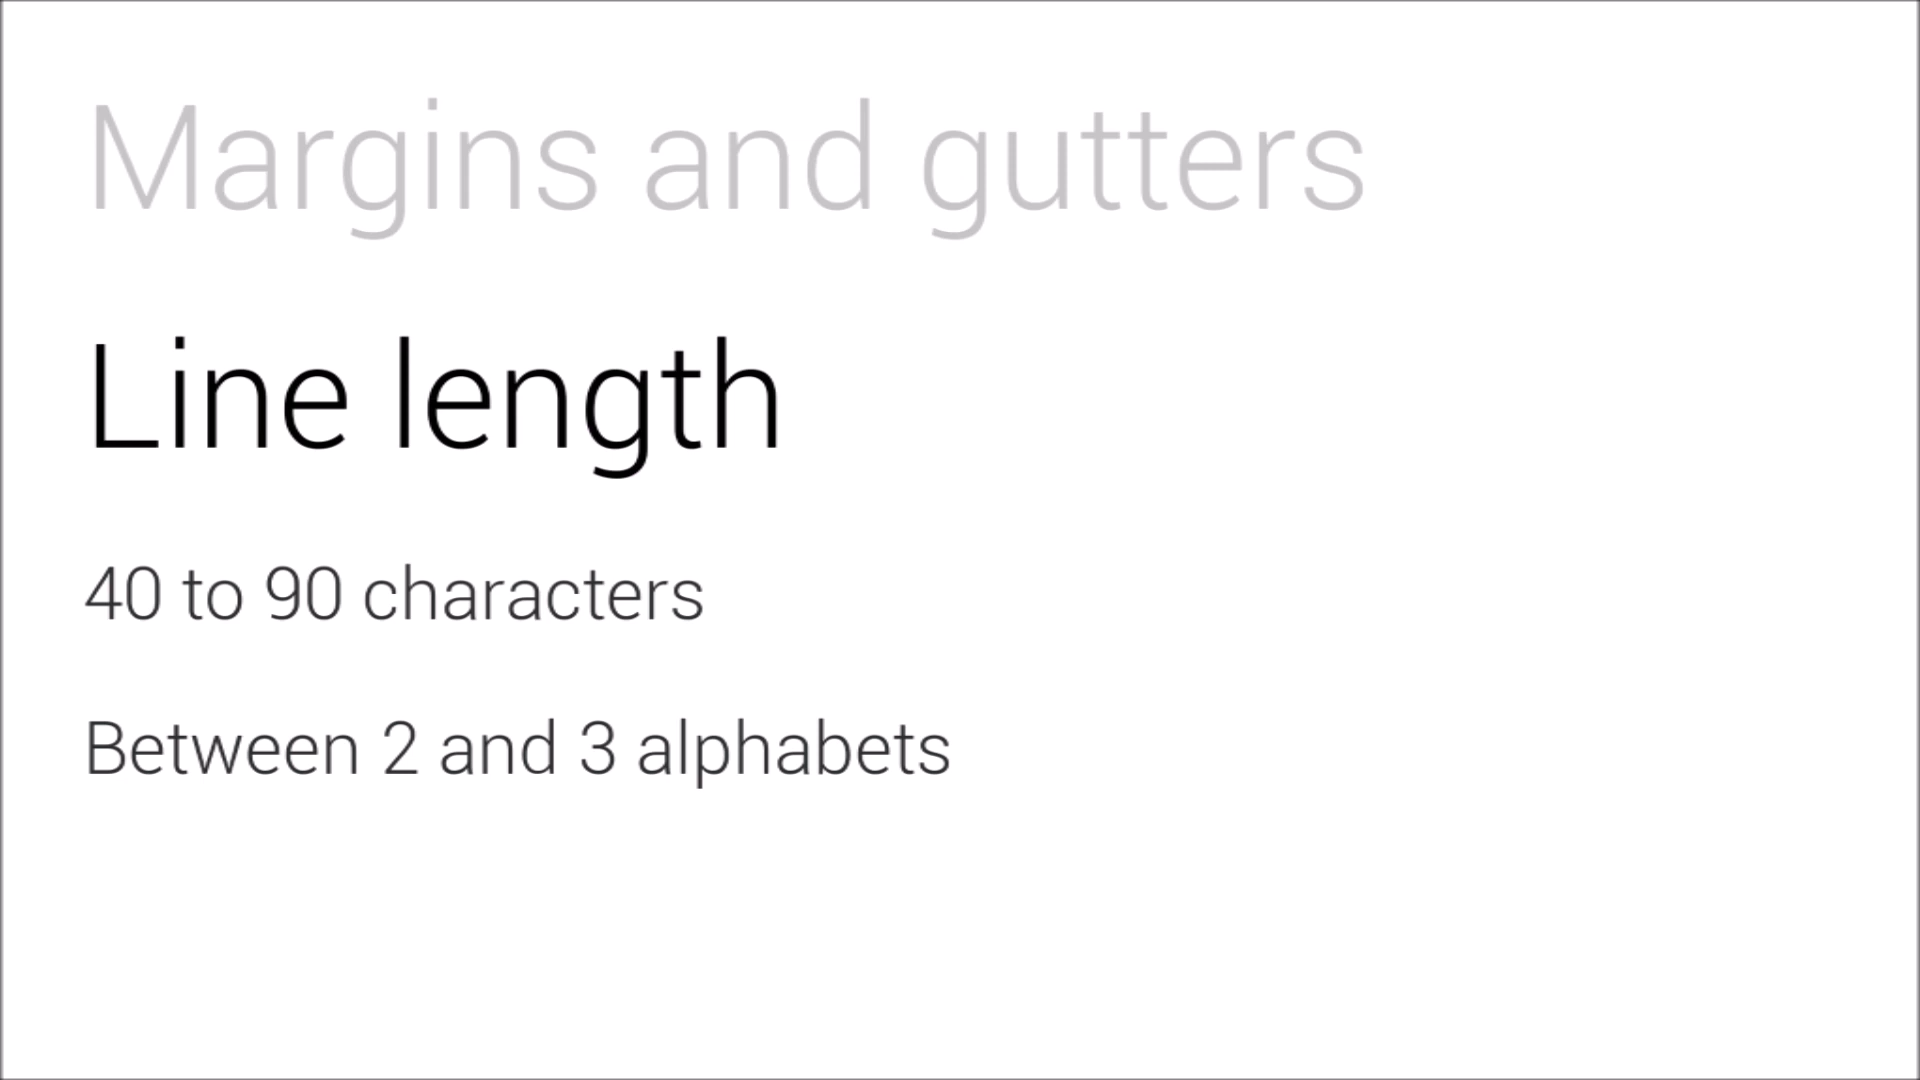 Margins and gutters
Line length
40 to 90 characters
Between 2 and 3 alphabets